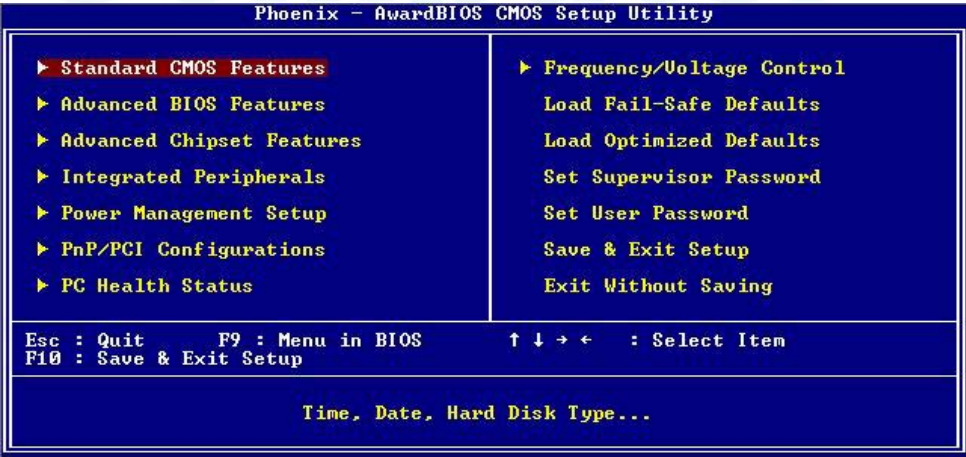 Phoenix - AwardBIOS CMOS Setup Utility
▶ Standard CMOS Features
▶ Advanced BIOS Features
▶ Advanced Chipset Features
▶ Integrated Peripherals
▶ Power Management Setup
▶ PnP/PCI Configurations
▶ PC Health Status
▶ Frequency/Voltage Control
Load Fail-Safe Defaults
Load Optimized Defaults
Set Supervisor Password
Set User Password
Save & Exit Setup
Exit Without Saving
Esc : Quit F9 : Menu in BIOS ↑ ↓ → ← : Select Item
F10 : Save & Exit Setup
Time, Date, Hard Disk Type...